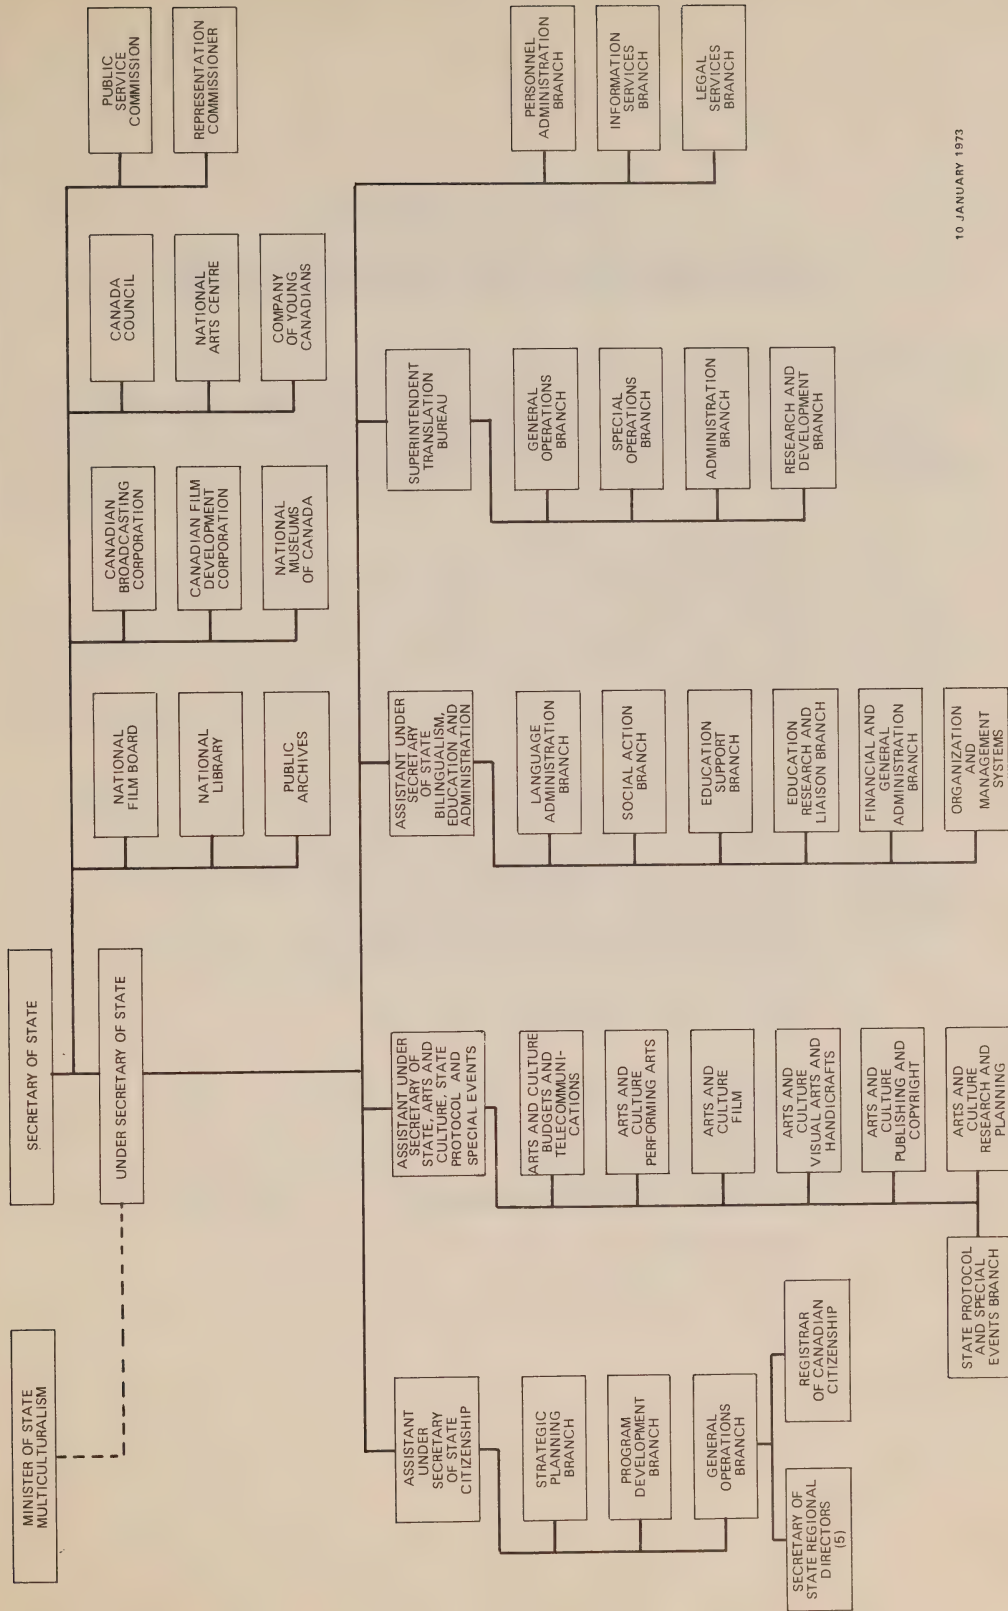 MINISTER OF STATE
MULTICULTURALISM
SECRETARY OF STATE
UNDER SECRETARY OF STATE
NATIONAL
FILM BOARD
NATIONAL
LIBRARY
PUBLIC
ARCHIVES
CANADIAN
BROADCASTING
CORPORATION
CANADIAN FILM
DEVELOPMENT
CORPORATION
NATIONAL
MUSEUMS
OF CANADA
CANADA
COUNCIL
NATIONAL
ARTS CENTRE
COMPANY
OF YOUNG
CANADIANS
PUBLIC
SERVICE
COMMISSION
REPRESENTATION
COMMISSIONER
ASSISTANT
UNDER
SECRETARY
OF STATE
CITIZENSHIP
STRATEGIC
PLANNING
BRANCH
PROGRAM
DEVELOPMENT
BRANCH
GENERAL
OPERATIONS
BRANCH
SECRETARY OF
STATE REGIONAL
DIRECTORS
(5)
REGISTRAR
OF CANADIAN
CITIZENSHIP
ASSISTANT UNDER
SECRETARY OF
STATE, ARTS AND
CULTURE, STATE
PROTOCOL AND
SPECIAL EVENTS
ARTS AND CULTURE
BUDGETS AND
TELECOMMUNI-
CATIONS
ARTS AND
CULTURE
PERFORMING ARTS
ARTS AND
CULTURE
FILM
ARTS AND
CULTURE
VISUAL ARTS AND
HANDICRAFTS
ARTS AND
CULTURE
PUBLISHING AND
COPYRIGHT
ARTS AND
CULTURE
RESEARCH AND
PLANNING
STATE PROTOCOL
AND SPECIAL
EVENTS BRANCH
ASSISTANT UNDER
SECRETARY
OF STATE
BILINGUALISM,
EDUCATION AND
ADMINISTRATION
LANGUAGE
ADMINISTRATION
BRANCH
SOCIAL ACTION
BRANCH
EDUCATION
SUPPORT
BRANCH
EDUCATION
RESEARCH AND
LIAISON BRANCH
FINANCIAL AND
GENERAL
ADMINISTRATION
BRANCH
ORGANIZATION
AND
MANAGEMENT
SYSTEMS
SUPERINTENDENT
TRANSLATION
BUREAU
GENERAL
OPERATIONS
BRANCH
SPECIAL
OPERATIONS
BRANCH
ADMINISTRATION
BRANCH
RESEARCH AND
DEVELOPMENT
BRANCH
PERSONNEL
ADMINISTRATION
BRANCH
INFORMATION
SERVICES
BRANCH
LEGAL
SERVICES
BRANCH
10 JANUARY 1973